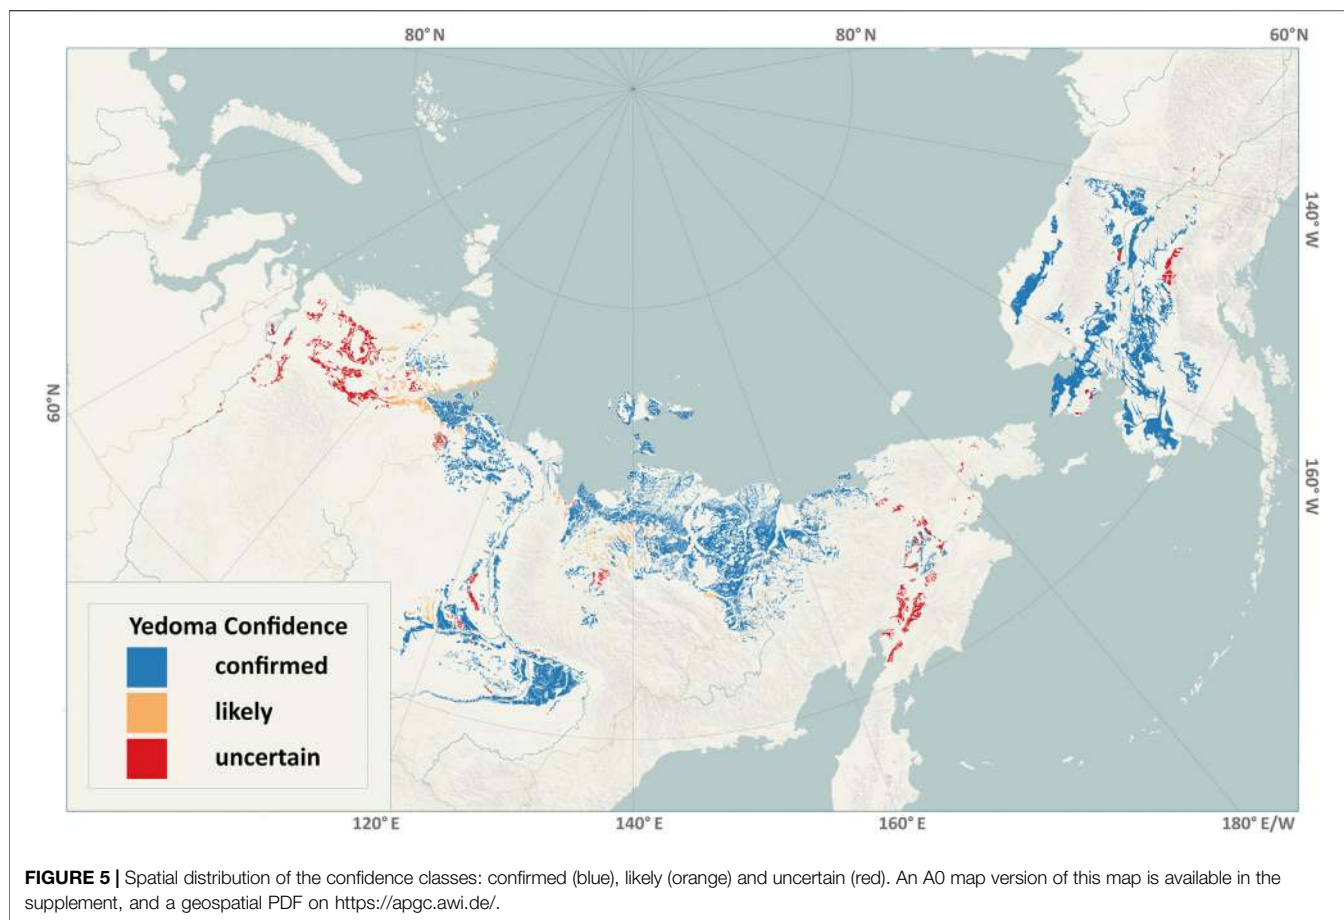 80° N
80° N
60° N
140° W
60° N
160° W
Yedoma Confidence
confirmed
likely
uncertain
120° E
140° E
160° E
180° E/W
FIGURE 5 | Spatial distribution of the confidence classes: confirmed (blue), likely (orange) and uncertain (red). An A0 map version of this map is available in the
supplement, and a geospatial PDF on https://apgc.awi.de/.